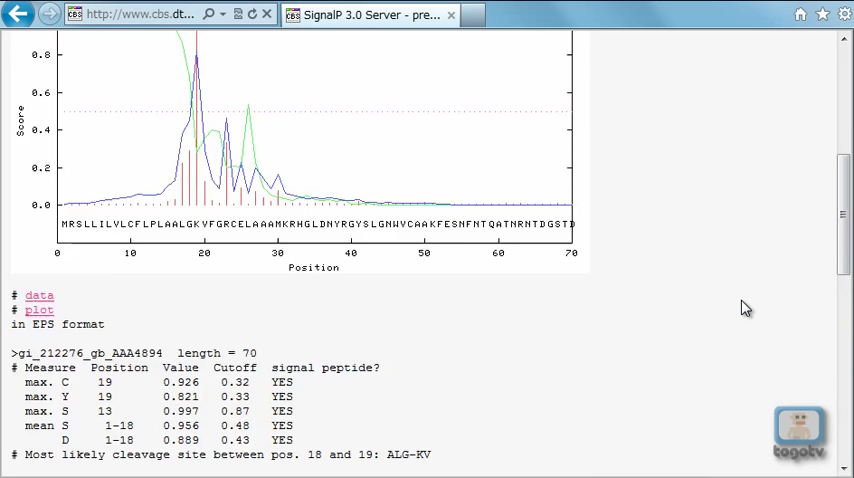 http://www.cbs.dt...
CBS SignalP 3.0 Server - pre...
CBS
0.8
0.6
0.4
0.2
0.0
Score
MRSLLILVLCFLPLAALGKVFGRCELAAAMKRHGLDNYRGYSLGNWVCAAKFESNFNTQATNRNTDGSTD
0 10 20 30 40 50 60 70
Position
# data
# plot
in EPS format
>gi_212276_gb_AAA4894 length = 70
# Measure Position Value Cutoff signal peptide?
max. C 19 0.926 0.32 YES
max. Y 19 0.821 0.33 YES
max. S 13 0.997 0.87 YES
mean S 1-18 0.956 0.48 YES
D 1-18 0.889 0.43 YES
# Most likely cleavage site between pos. 18 and 19: ALG-KV
togotv